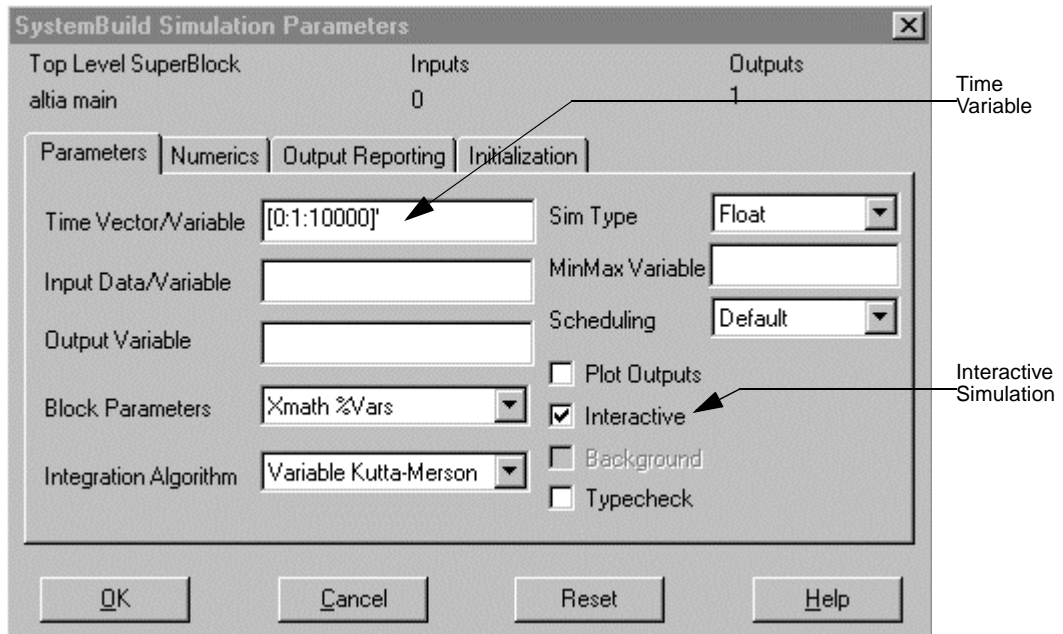 SystemBuild Simulation Parameters
Top Level SuperBlock Inputs Outputs
altia main 0 1
Time
Variable
Parameters Numerics Output Reporting Initialization
Time Vector/Variable [0:1:10000]' Sim Type Float
Input Data/Variable MinMax Variable
Output Variable Scheduling Default
Plot Outputs
Block Parameters Xmath %Vars Interactive
Interactive
Simulation
Background
Integration Algorithm Variable Kutta-Merson
Typecheck
OK Cancel Reset Help